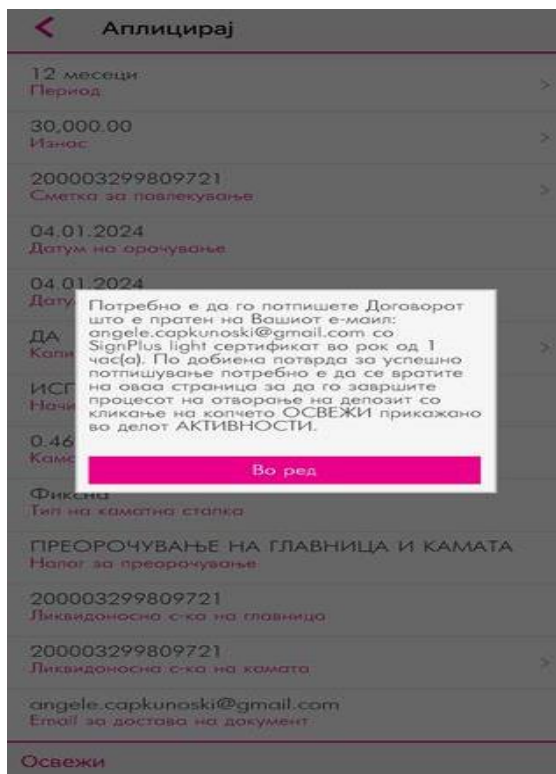 Аплицирај
12 месеци
Период
30,000.00
Износ
200003299809721
Сметка за повлекување
04.01.2024
Датум на орочување
04.01.2024
Дату
Потребно е да го потпишете Договорот
што е пратен на Вашиот е-маил:
angele.capkunoski@gmail.com со
SignPlus light сертификат во рок од 1
час(а). По добиена потврда за успешно
потпишување потребно е да се вратите
на оваа страница за да го завршите
процесот на отворање на депозит со
кликање на копчето ОСВЕЖИ прикажано
во делот АКТИВНОСТИ.
Во ред
ДА
Капи
ИСП
Начи
0.46
Кама
Фиксна
Тип на каматна стапка
ПРЕОРОЧУВАЊЕ НА ГЛАВНИЦА И КАМАТА
Налог за преорочување
200003299809721
Ликвидоносна с-ка на главница
200003299809721
Ликвидоносна с-ка на камата
angele.capkunoski@gmail.com
Email за достава на документ
Освежи